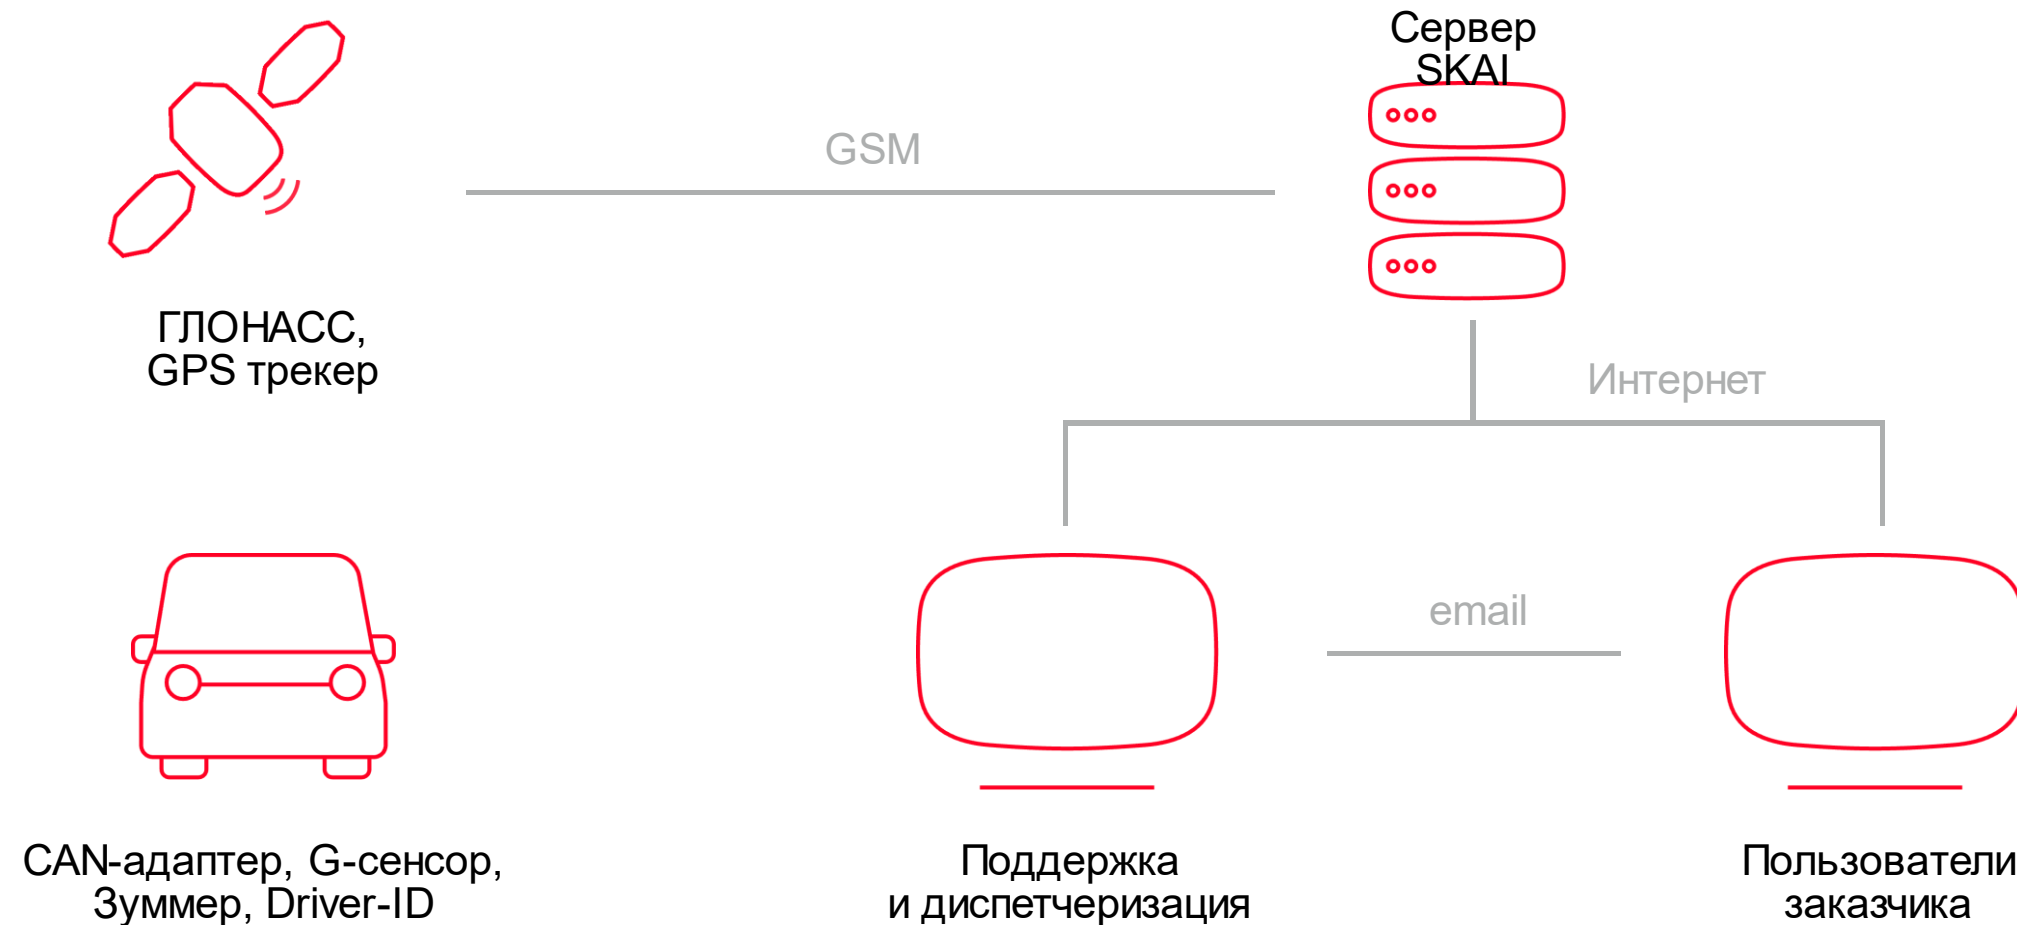 Сервер
SKAI
GSM
ГЛОНАСС,
GPS трекер
Интернет
email
CAN-адаптер, G-сенсор,
Зуммер, Driver-ID
Поддержка
и диспетчеризация
Пользователи
заказчика